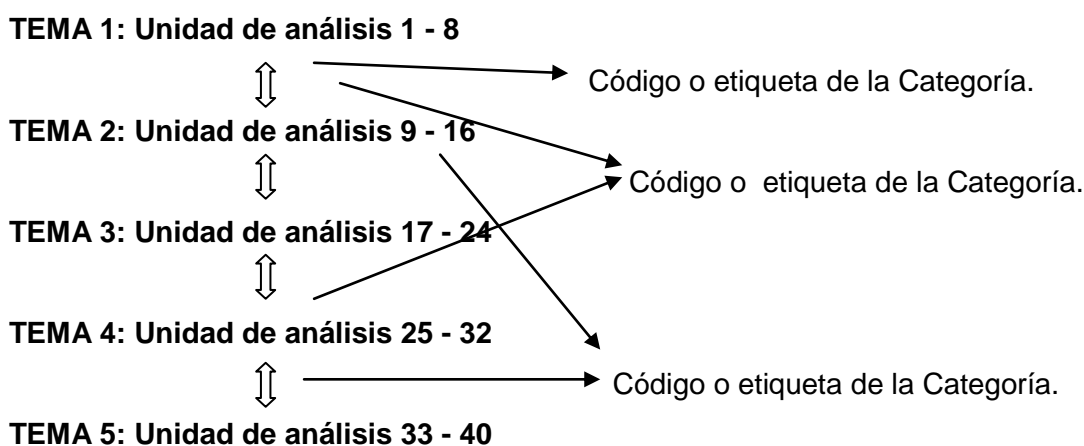 TEMA 1: Unidad de análisis 1 - 8
Código o etiqueta de la Categoría.
TEMA 2: Unidad de análisis 9 - 16
Código o etiqueta de la Categoría.
TEMA 3: Unidad de análisis 17 - 24
TEMA 4: Unidad de análisis 25 - 32
Código o etiqueta de la Categoría.
TEMA 5: Unidad de análisis 33 - 40